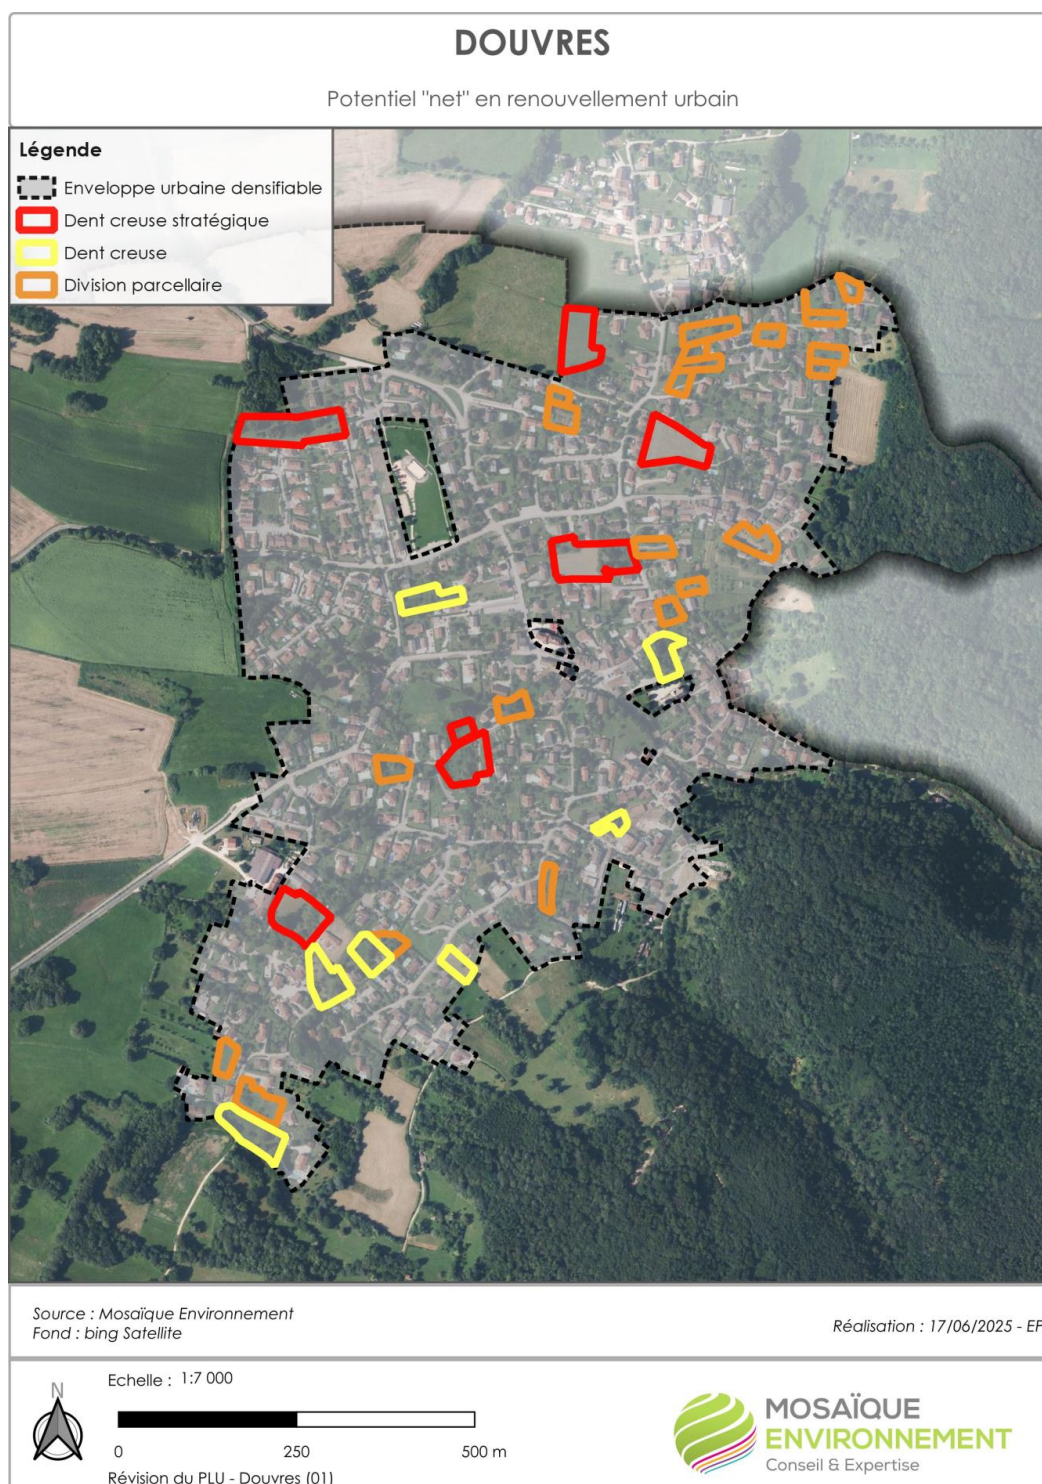 DOUVRES
Potentiel "net" en renouvellement urbain
Légende
Enveloppe urbaine densifiable
Dent creuse stratégique
Dent creuse
Division parcellaire
Source : Mosaïque Environnement
Fond : bing Satellite
Réalisation : 17/06/2025 - EF
N
Echelle : 1:7 000
0 250 500 m
Révision du PLU - Douvres (01)
MOSAÏQUE
ENVIRONNEMENT
Conseil & Expertise